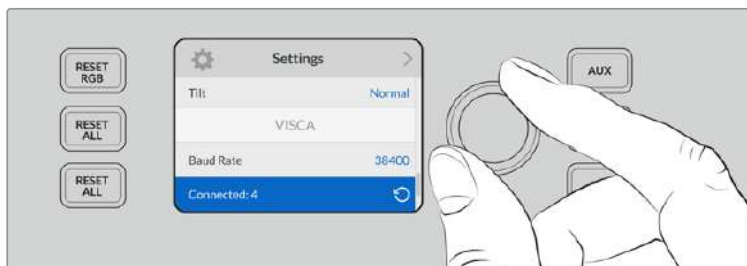 RESET
RGB
RESET
ALL
RESET
ALL
Settings
Tilt
Normal
VISCA
Baud Rate
38400
Connected: 4
AUX